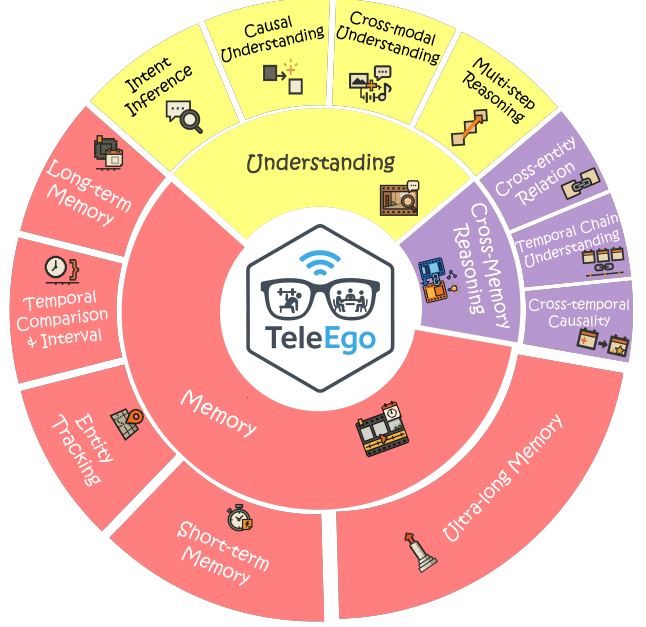 Causal
Understanding
Cross-modal
Understanding
Intent
Inference
Multi-step
Reasoning
Understanding
Long-term
Memory
Cross-entity
Relation
Cross-Memory
Reasoning
Temporal Chain
Understanding
Temporal
Comparison
& Interval
Cross-temporal
Causality
TeleEgo
Memory
Entity
Tracking
Short-term
Memory
Ultra-long Memory